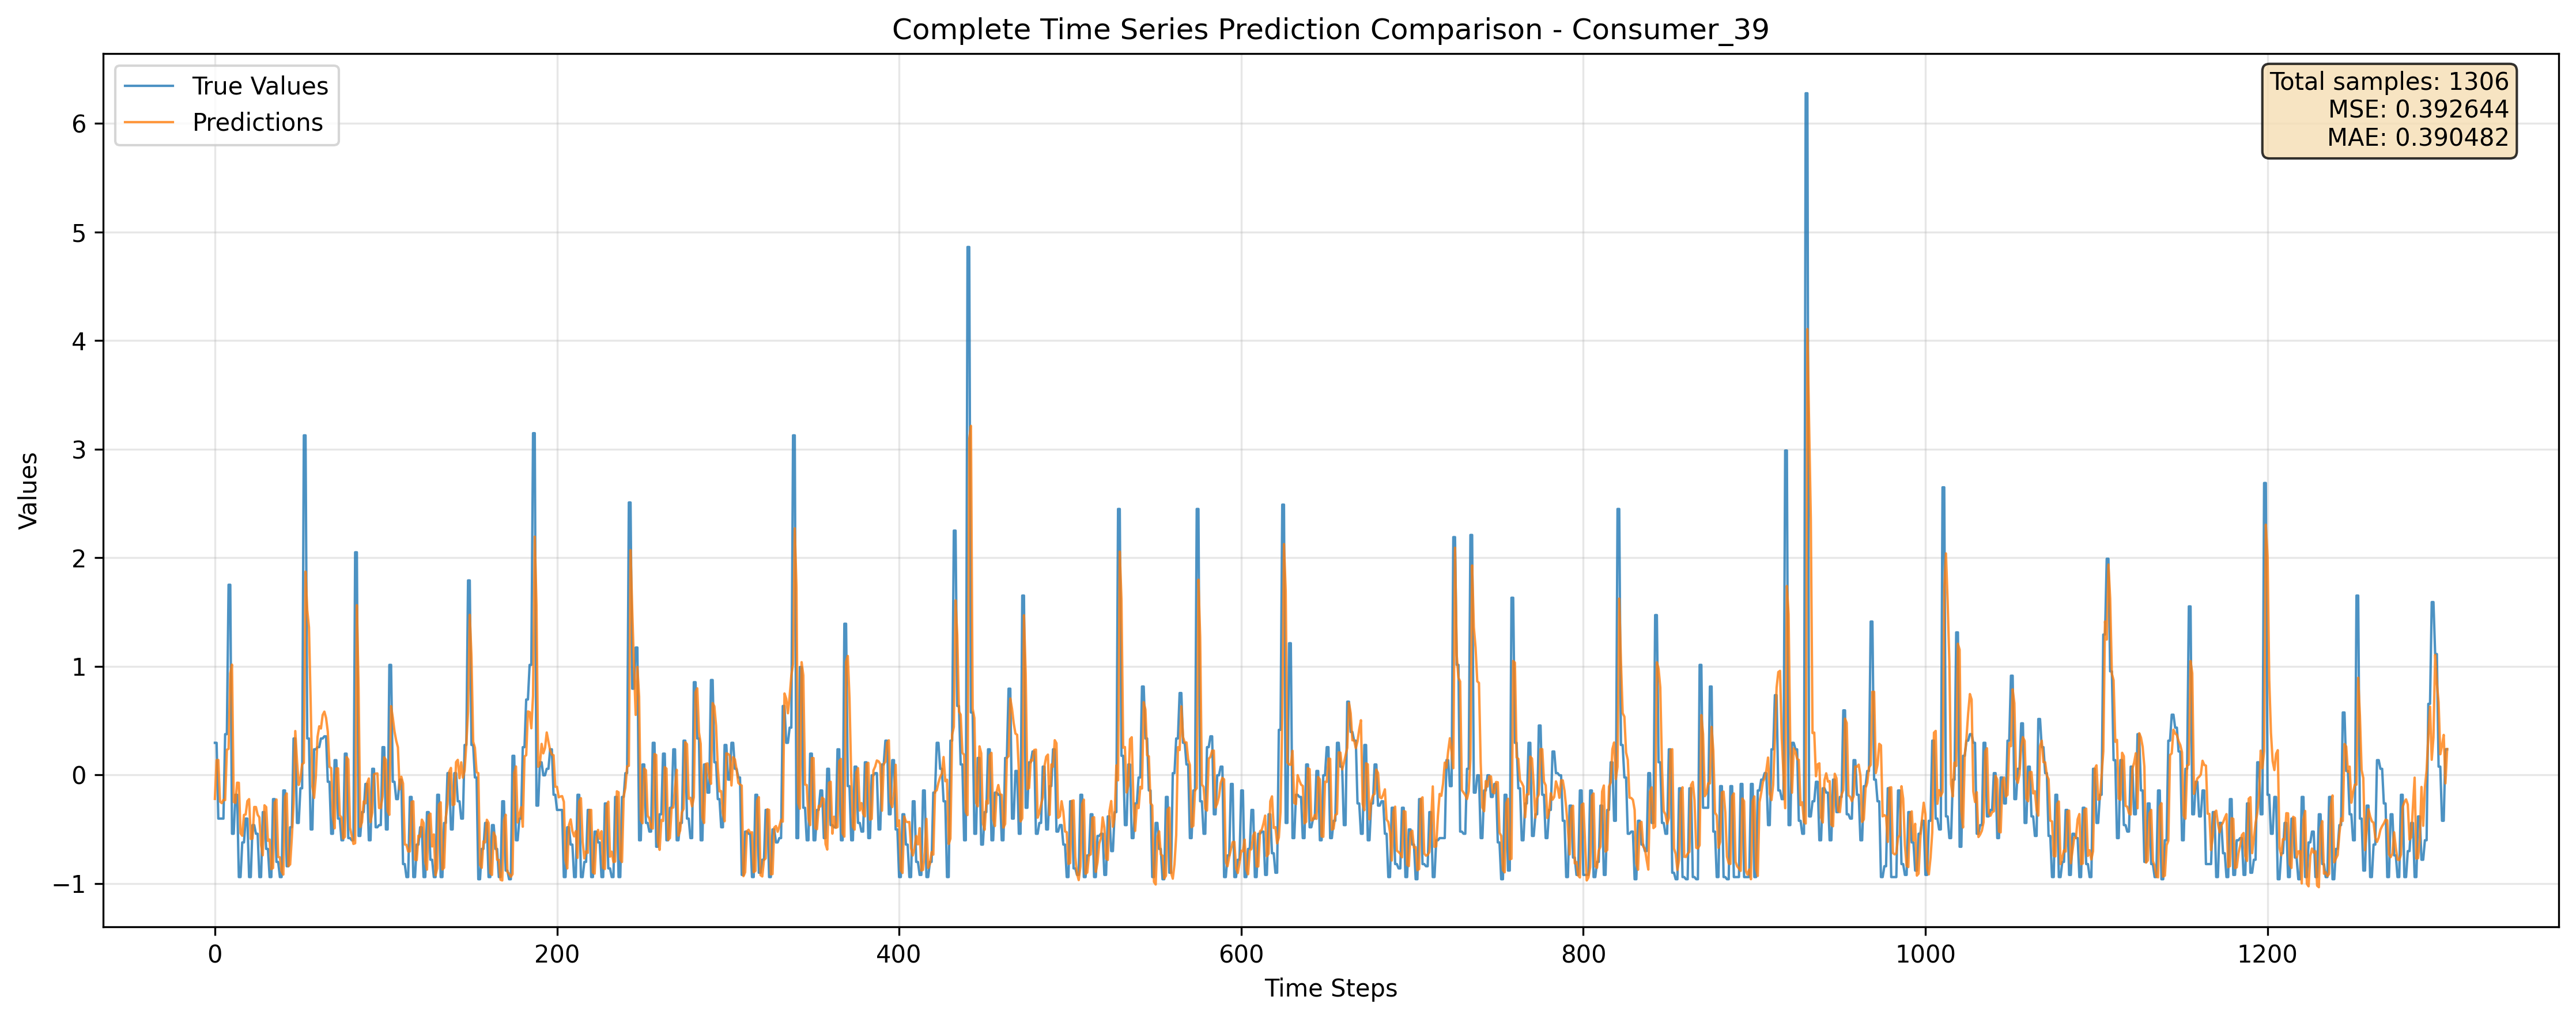 Complete Time Series Prediction Comparison - Consumer_39
True Values
Predictions
Total samples: 1306
MSE: 0.392644
MAE: 0.390482
Values
6
5
4
3
2
1
0
−1
0 200 400 600 800 1000 1200
Time Steps